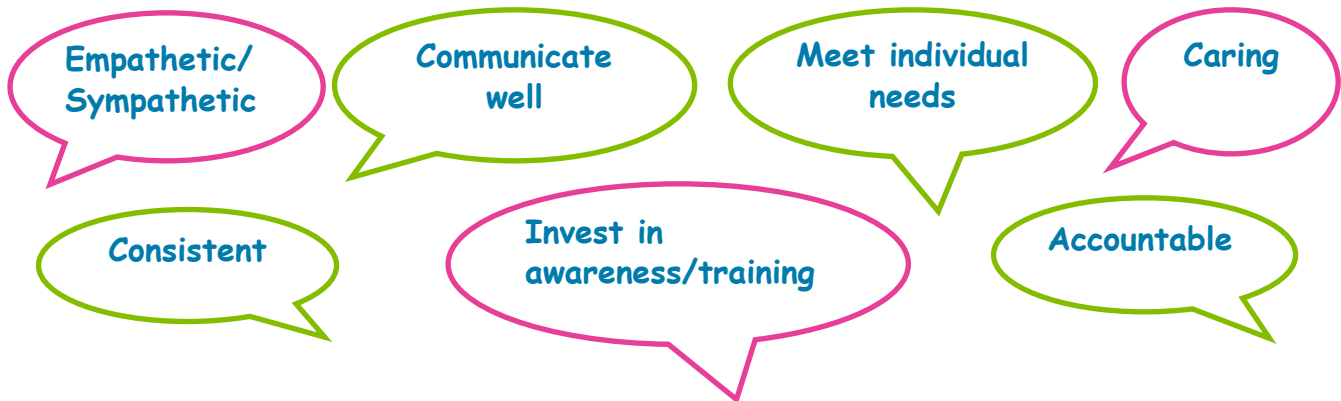 Empathetic/
Sympathetic
Communicate
well
Meet individual
needs
Caring
Consistent
Invest in
awareness/training
Accountable